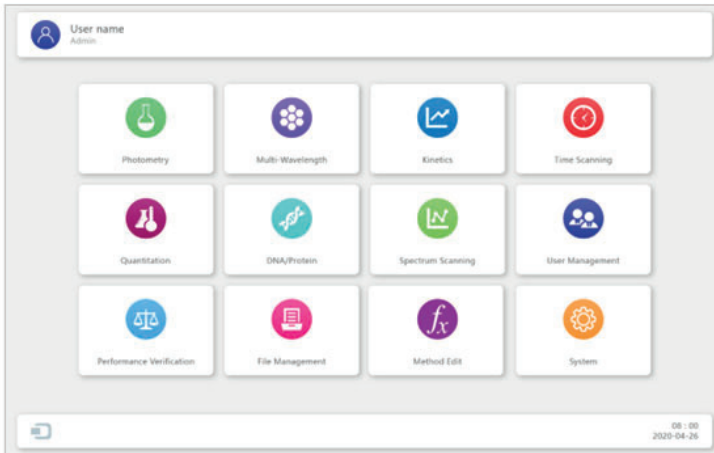 User name
Admin
Photometry
Multi-Wavelength
Kinetics
Time Scanning
Quantitation
DNA/Protein
Spectrum Scanning
User Management
Performance Verification
File Management
fx
Method Edit
System
08 : 00
2020-04-26